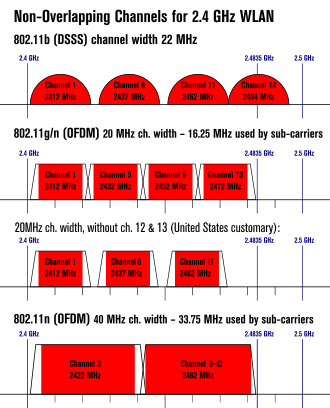 Non-Overlapping Channels for 2.4 GHz WLAN
802.11b (DSSS) channel width 22 MHz
2.4 GHz 2.4835 GHz 2.5 GHz
Channel 1 Channel 6 Channel 11 Channel 14
2412 MHz 2437 MHz 2462 MHz 2484 MHz
802.11g/n (OFDM) 20 MHz ch. width – 16.25 MHz used by sub-carriers
2.4 GHz 2.4835 GHz 2.5 GHz
Channel 1 Channel 5 Channel 9 Channel 13
2412 MHz 2432 MHz 2452 MHz 2472 MHz
20MHz ch. width, without ch. 12 & 13 (United States customary):
2.4 GHz 2.4835 GHz 2.5 GHz
Channel 1 Channel 6 Channel 11
2412 MHz 2437 MHz 2462 MHz
802.11n (OFDM) 40 MHz ch. width – 33.75 MHz used by sub-carriers
2.4 GHz 2.4835 GHz 2.5 GHz
Channel 3 Channel
2422 MHz 2462 MHz